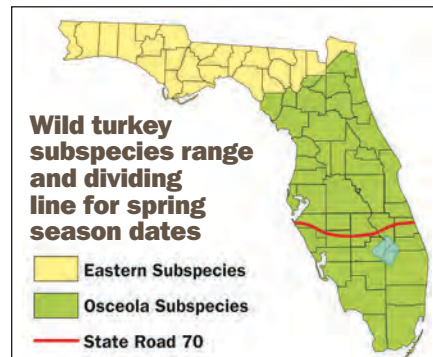 Wild turkey
subspecies range
and dividing
line for spring
season dates
Eastern Subspecies
Osceola Subspecies
State Road 70